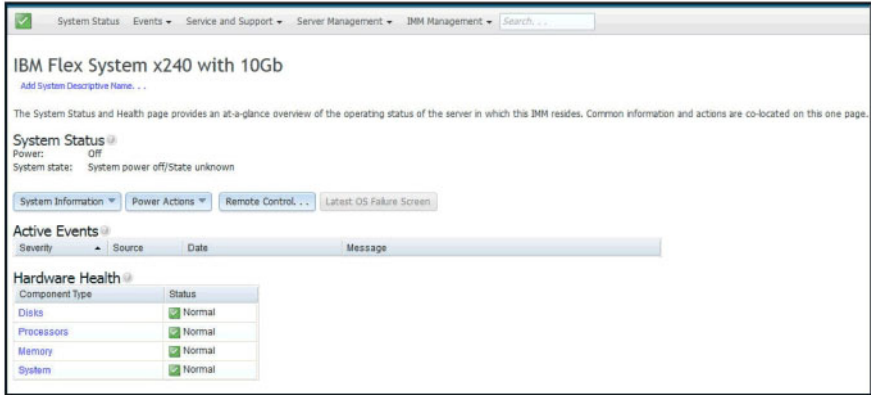 System Status Events Service and Support Server Management IMM Management Search. . .
IBM Flex System x240 with 10Gb
Add System Descriptive Name. . .
The System Status and Health page provides an at-a-glance overview of the operating status of the server in which this IMM resides. Common information and actions are co-located on this one page.
System Status
Power: Off
System state: System power off/State unknown
System Information Power Actions Remote Control. . . Latest OS Failure Screen
Active Events
Severity Source Date Message
Hardware Health
Component Type Status
Disks Normal
Processors Normal
Memory Normal
System Normal